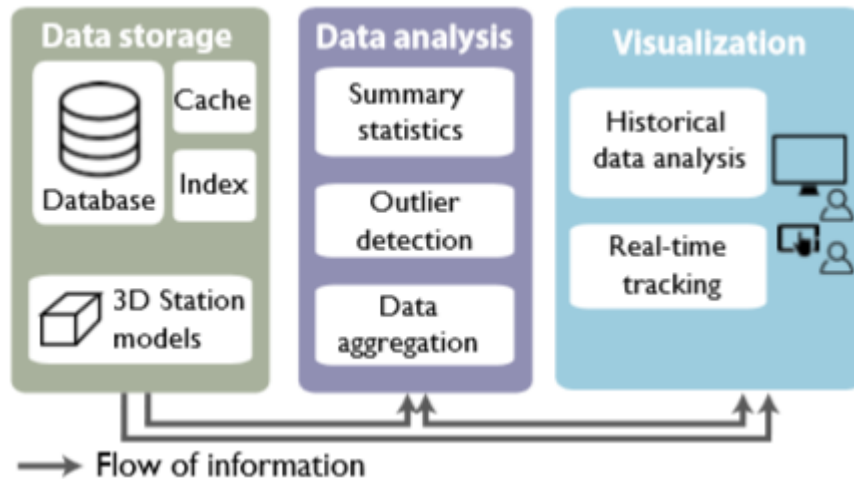 Data storage
Database
Cache
Index
3D Station
models
Data analysis
Summary
statistics
Outlier
detection
Data
aggregation
Visualization
Historical
data analysis
Real-time
tracking
Flow of information